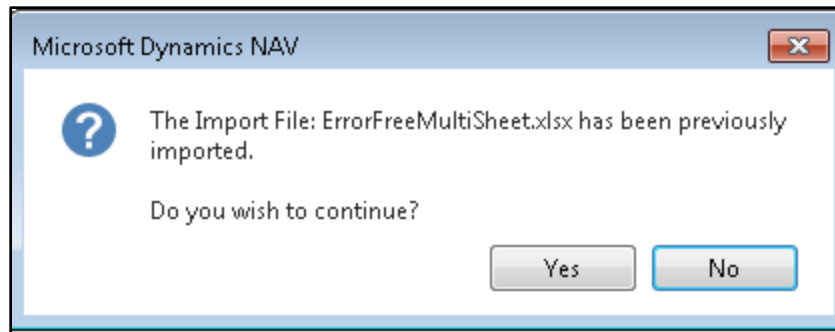 Microsoft Dynamics NAV
The Import File: ErrorFreeMultiSheet.xlsx has been previously
imported.
Do you wish to continue?
Yes No